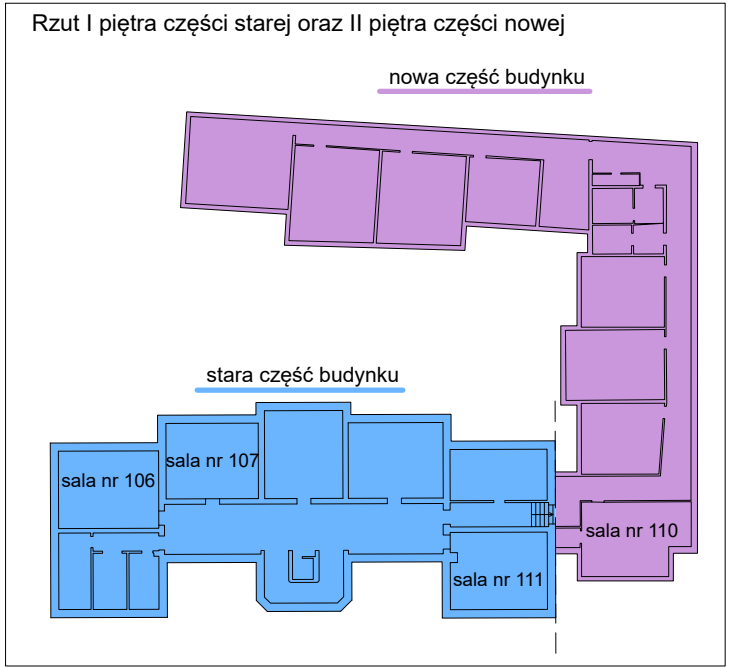 Rzut I piętra części starej oraz II piętra części nowej
nowa część budynku
stara część budynku
sala nr 107
sala nr 106
sala nr 110
sala nr 111